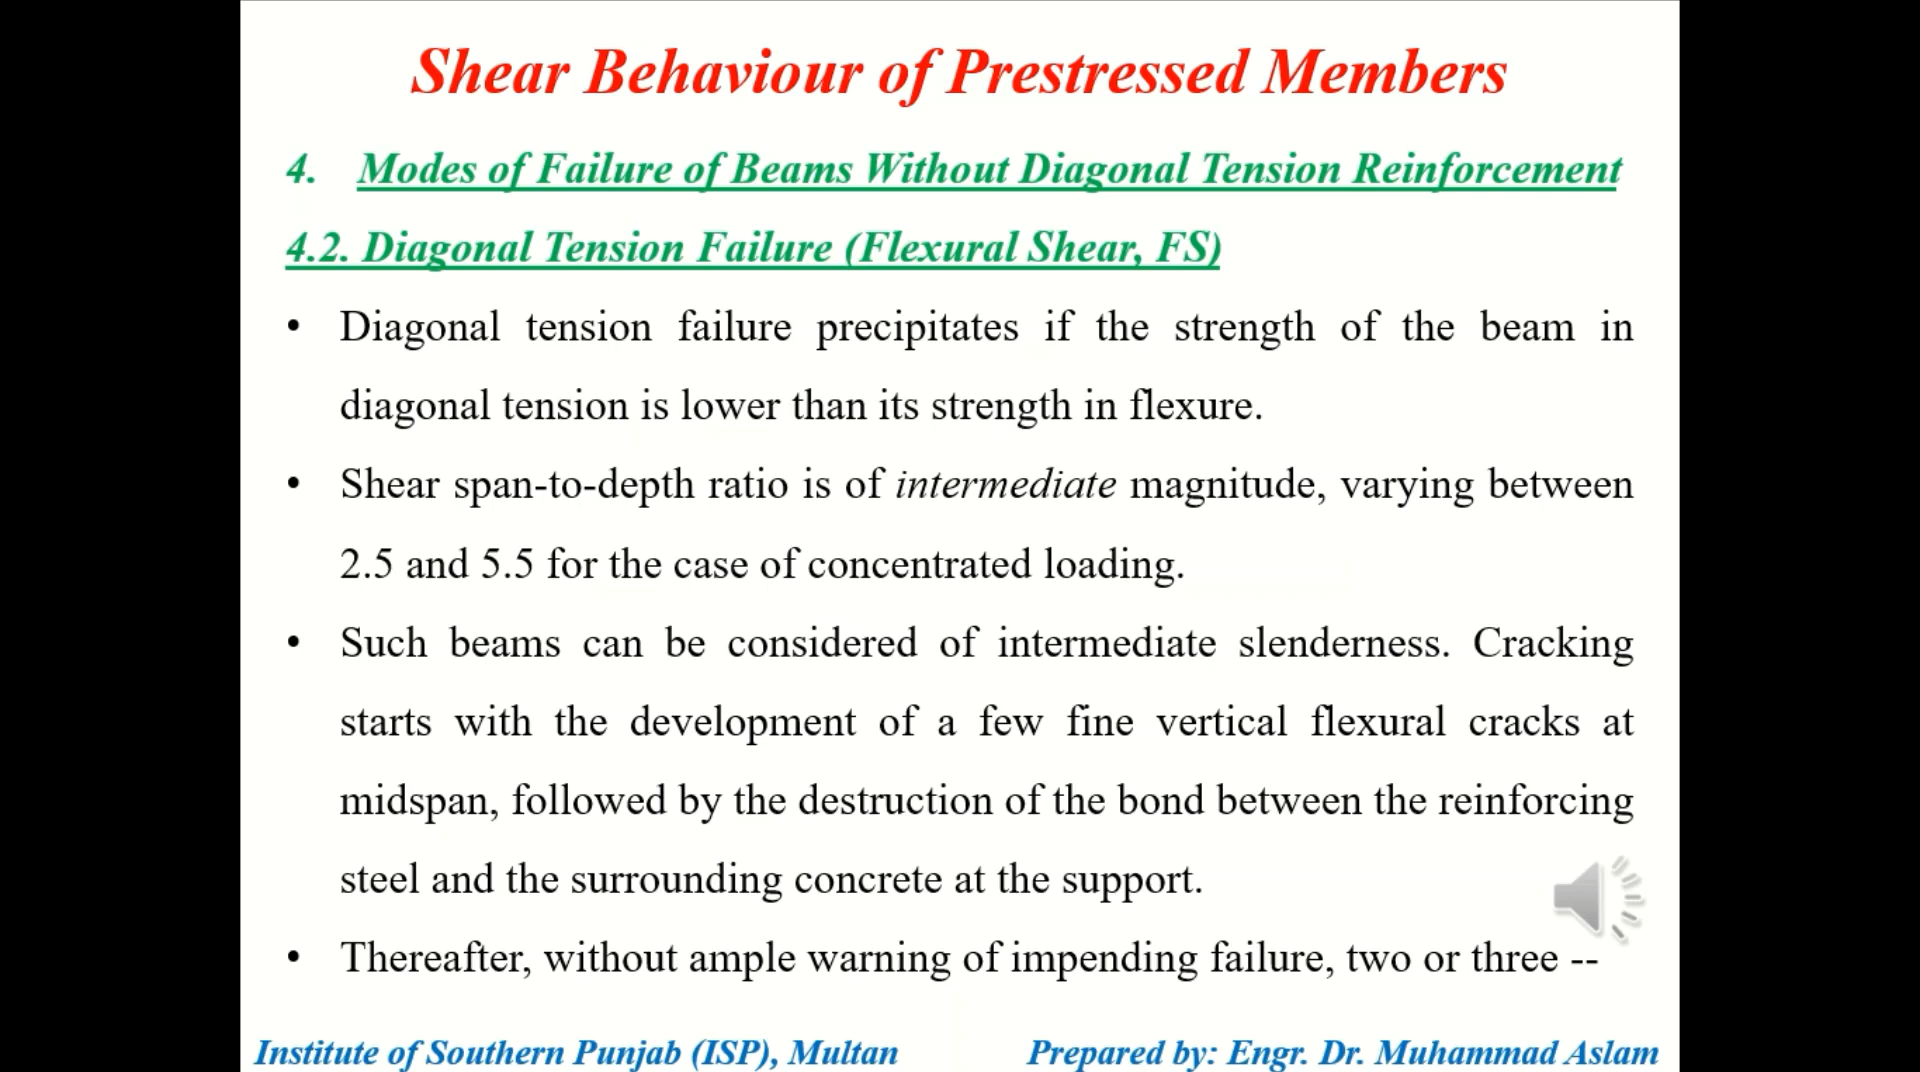 Shear Behaviour of Prestressed Members
4. Modes of Failure of Beams Without Diagonal Tension Reinforcement
4.2. Diagonal Tension Failure (Flexural Shear, FS)
• Diagonal tension failure precipitates if the strength of the beam in
diagonal tension is lower than its strength in flexure.
• Shear span-to-depth ratio is of intermediate magnitude, varying between
2.5 and 5.5 for the case of concentrated loading.
• Such beams can be considered of intermediate slenderness. Cracking
starts with the development of a few fine vertical flexural cracks at
midspan, followed by the destruction of the bond between the reinforcing
steel and the surrounding concrete at the support.
• Thereafter, without ample warning of impending failure, two or three --
Institute of Southern Punjab (ISP), Multan
Prepared by: Engr. Dr. Muhammad Aslam